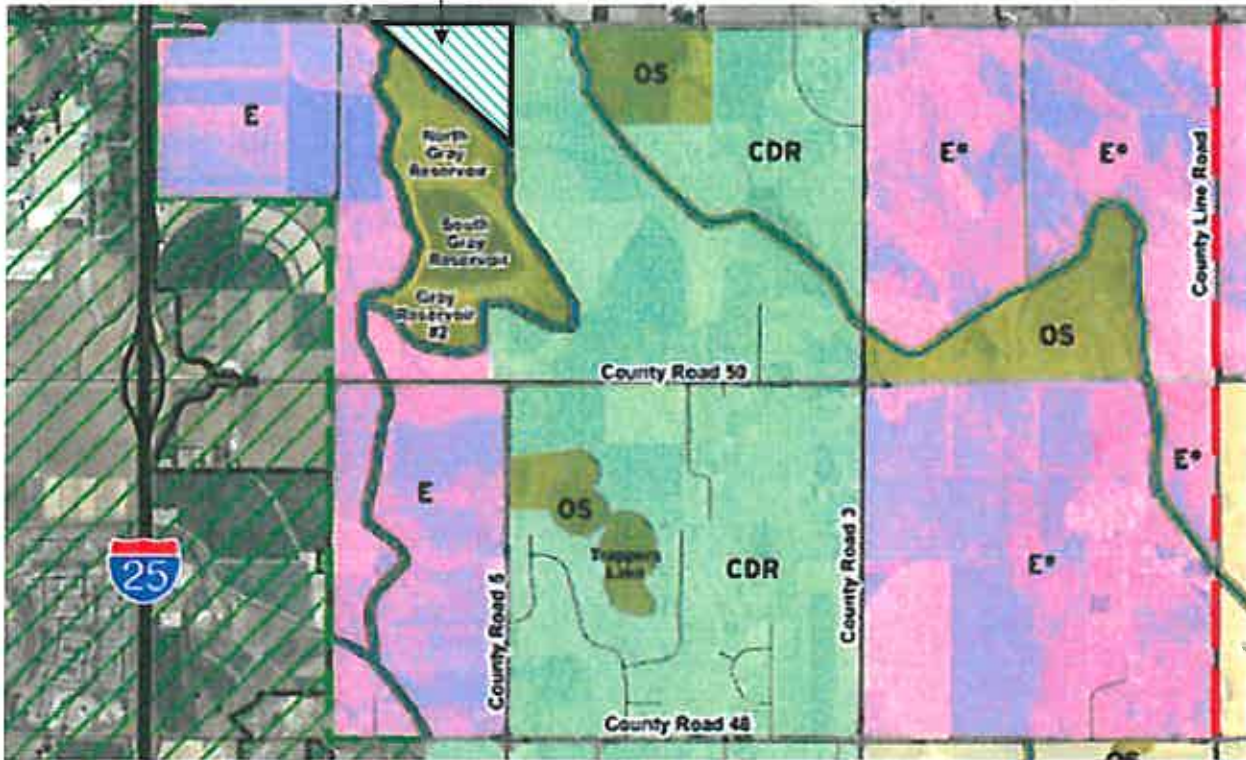 OS
E
North
Gray
Reservoir
CDR
E*
E*
County Line Road
South
Gray
Reservoir
Gray
Reservoir
#2
OS
County Road 50
E
E*
OS
Trappers
Lake
CDR
E*
25
County Road 5
County Road 3
County Road 48
OS